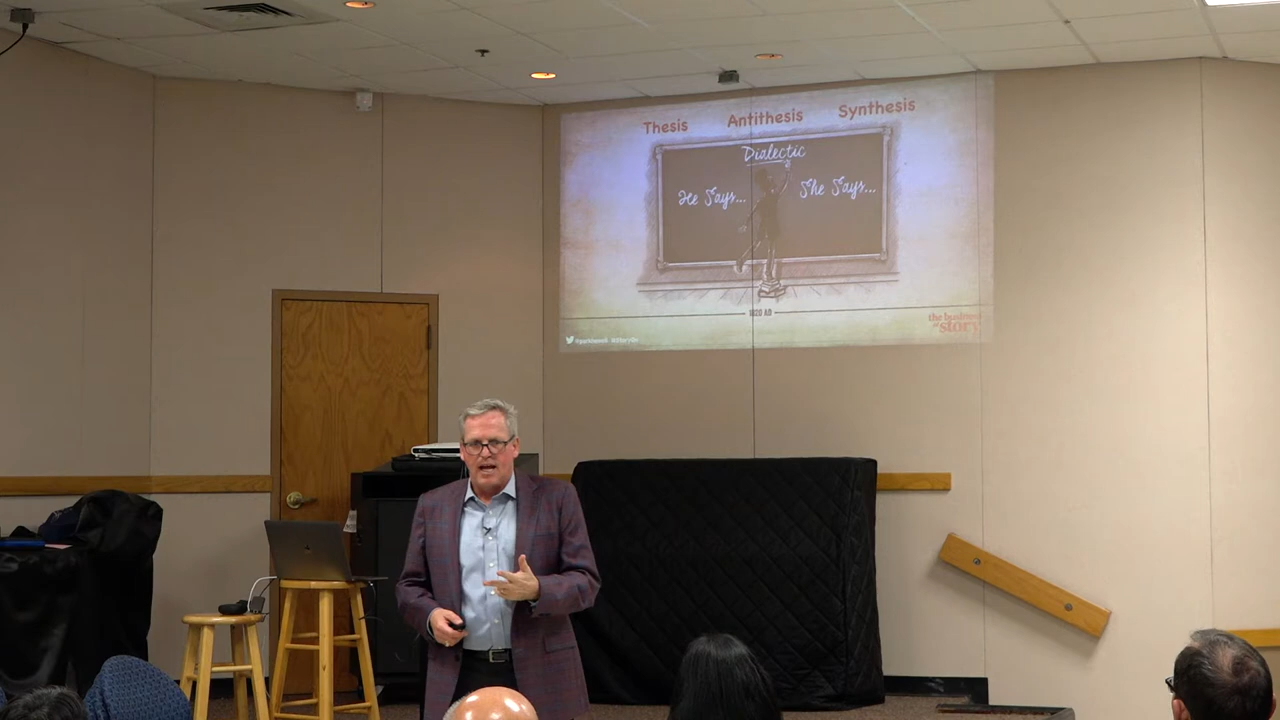 Thesis Antithesis Synthesis
Dialectic
He Says... She Says...
1820 AD
the business
of story